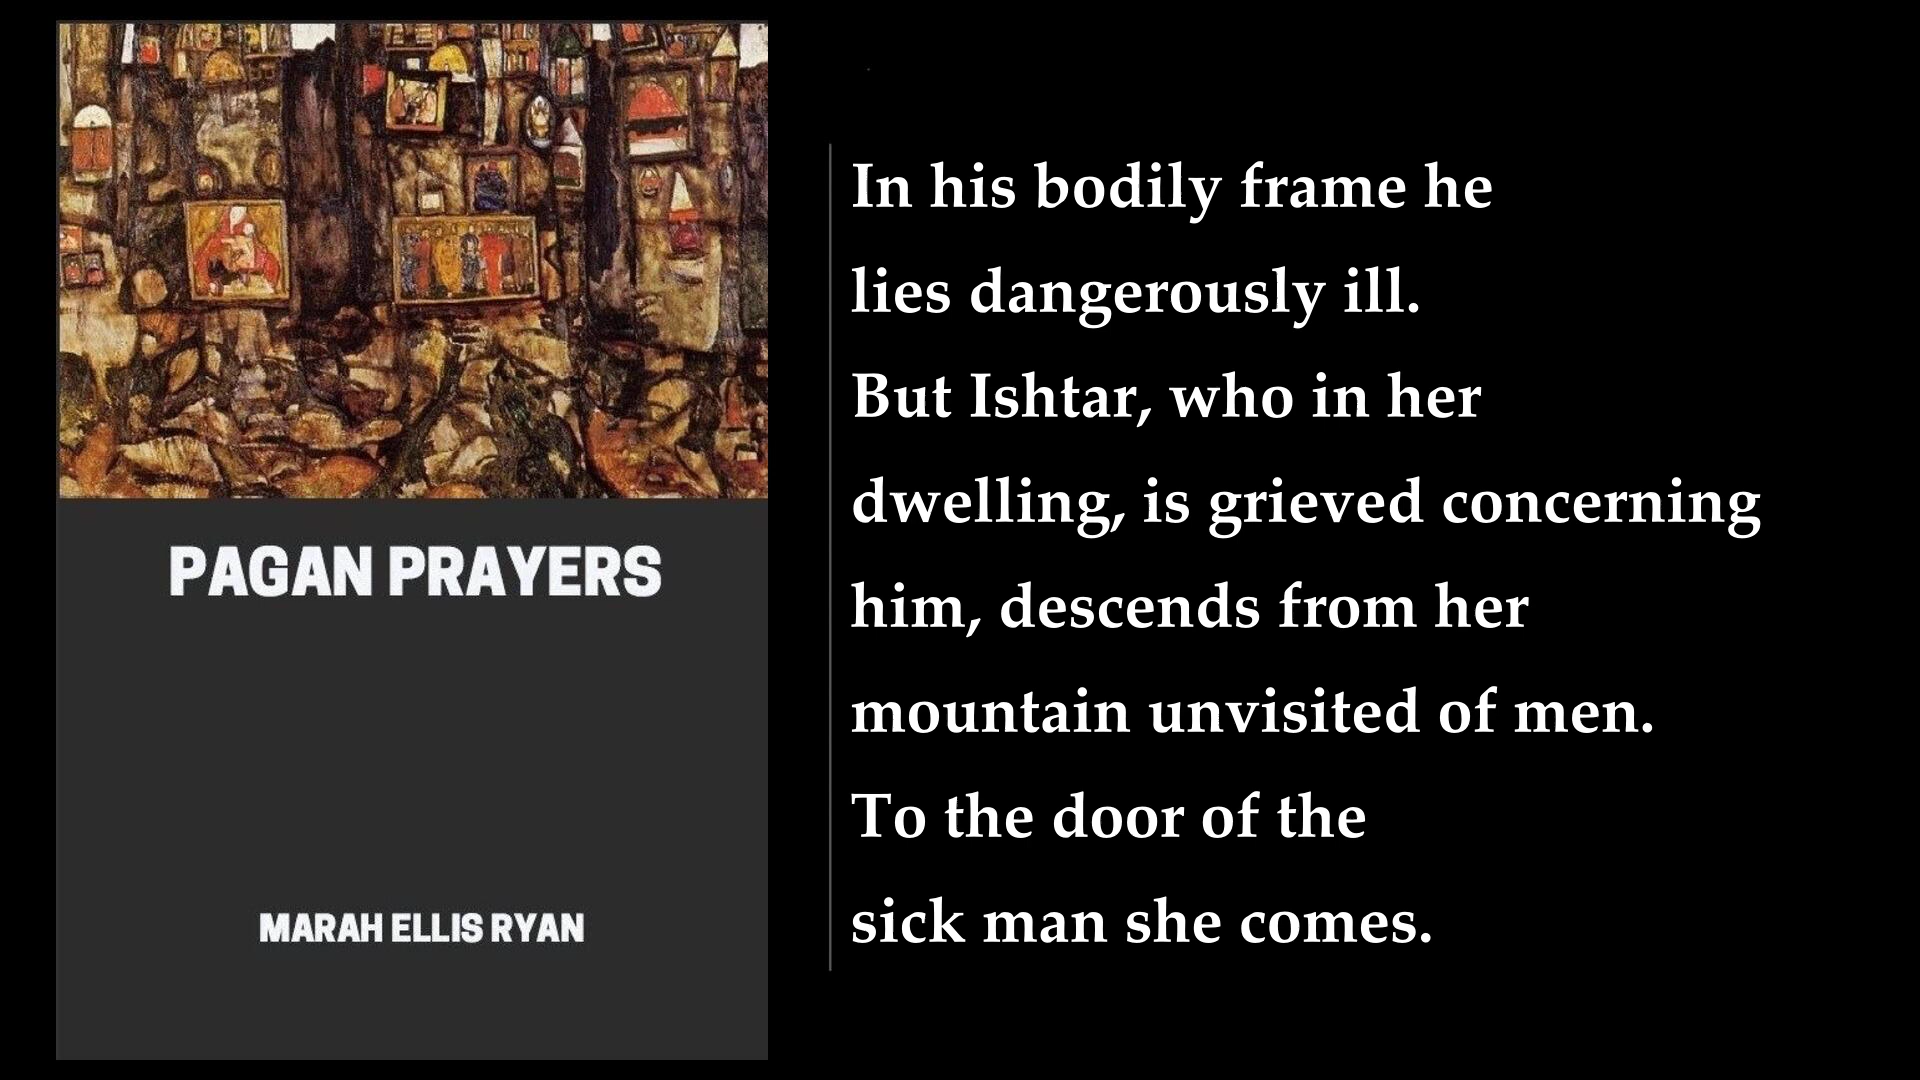 PAGAN PRAYERS
MARAH ELLIS RYAN
In his bodily frame he
lies dangerously ill.
But Ishtar, who in her
dwelling, is grieved concerning
him, descends from her
mountain unvisited of men.
To the door of the
sick man she comes.